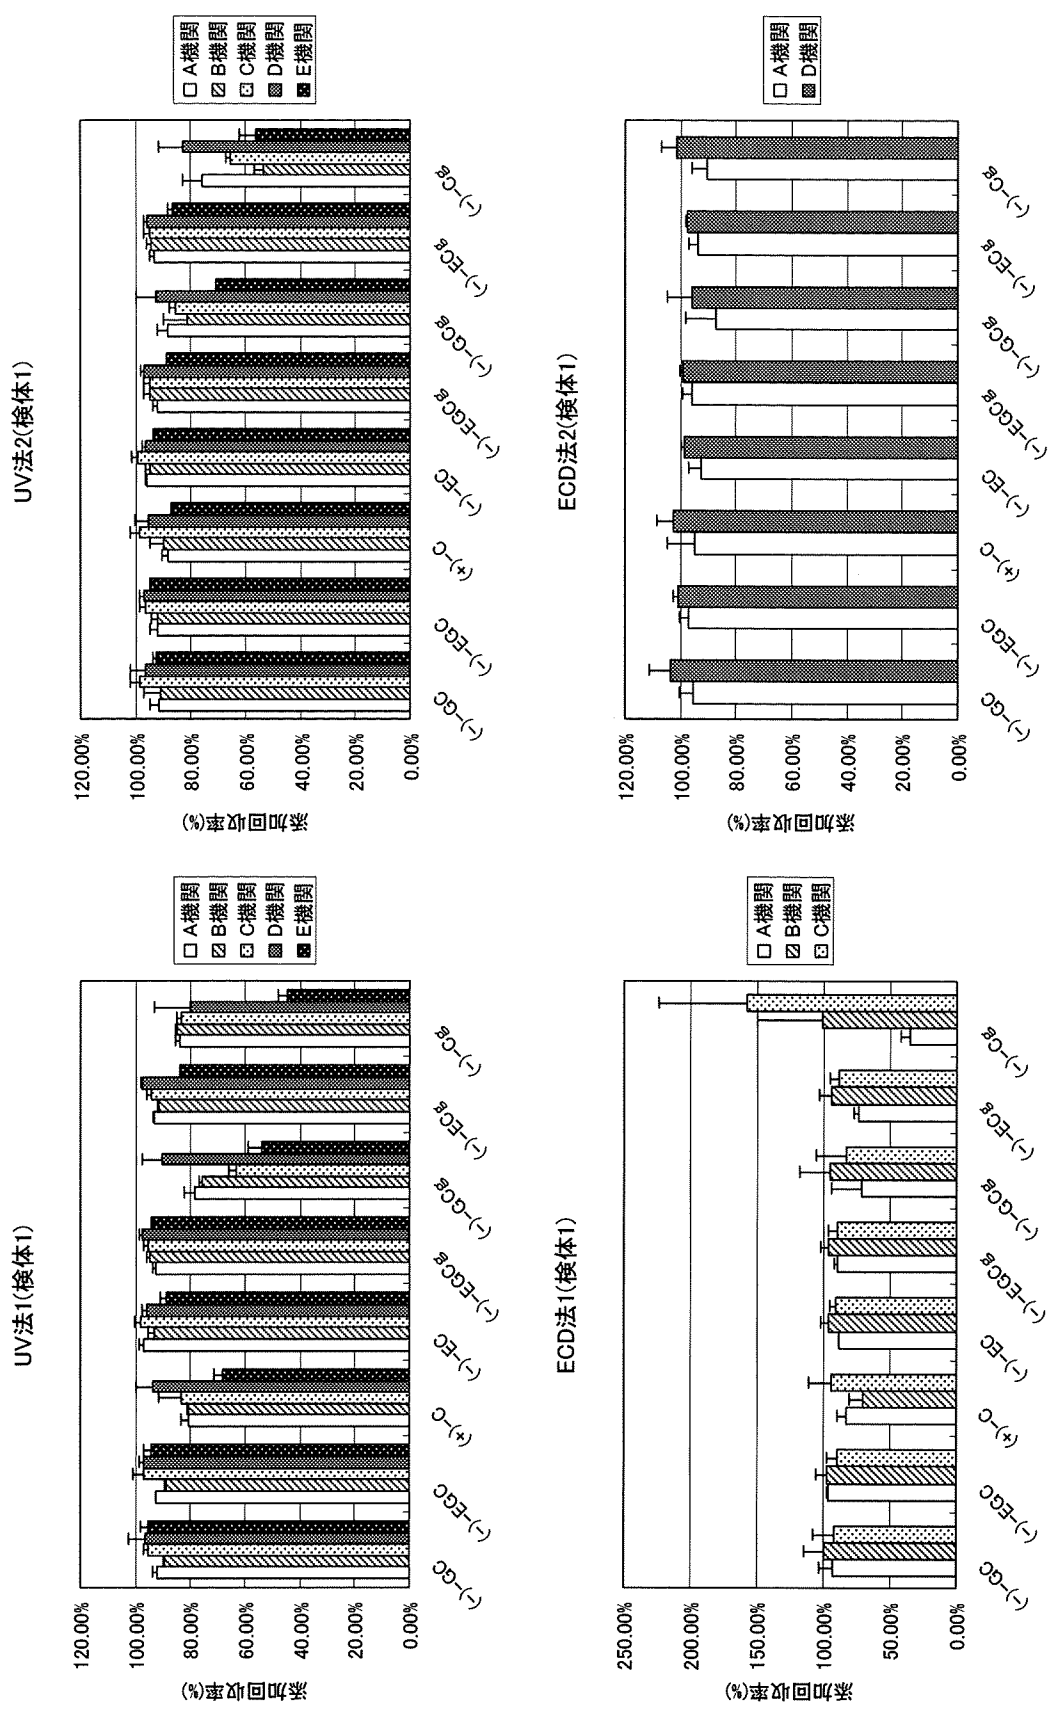 UV法1(検体1)
添加回収率(%)
120.00%
100.00%
80.00%
60.00%
40.00%
20.00%
0.00%
(−)−GC
(−)−EGC
(+)−C
(−)−EC
(−)−EGCg
(−)−GCg
(−)−ECg
(−)−Cg
A機関
B機関
C機関
D機関
E機関
UV法2(検体1)
添加回収率(%)
120.00%
100.00%
80.00%
60.00%
40.00%
20.00%
0.00%
(−)−GC
(−)−EGC
(+)−C
(−)−EC
(−)−EGCg
(−)−GCg
(−)−ECg
(−)−Cg
A機関
B機関
C機関
D機関
E機関
ECD法1(検体1)
添加回収率(%)
250.00%
200.00%
150.00%
100.00%
50.00%
0.00%
(−)−GC
(−)−EGC
(+)−C
(−)−EC
(−)−EGCg
(−)−GCg
(−)−ECg
(−)−Cg
A機関
B機関
C機関
ECD法2(検体1)
添加回収率(%)
120.00%
100.00%
80.00%
60.00%
40.00%
20.00%
0.00%
(−)−GC
(−)−EGC
(+)−C
(−)−EC
(−)−EGCg
(−)−GCg
(−)−ECg
(−)−Cg
A機関
D機関